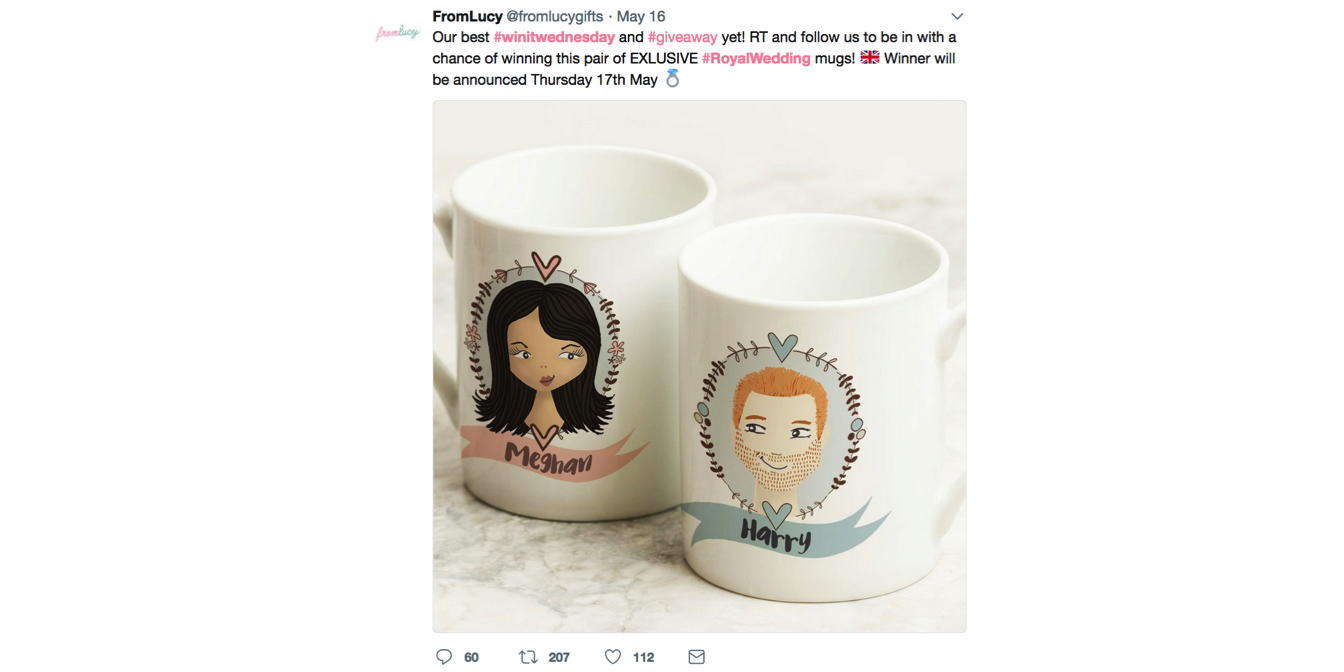 FromLucy @fromlucygifts · May 16
fromlucy
Our best #winitwednesday and #giveaway yet! RT and follow us to be in with a
chance of winning this pair of EXLUSIVE #RoyalWedding mugs! 🇬🇧 Winner will
be announced Thursday 17th May 💍
Meghan
Harry
60 207 112